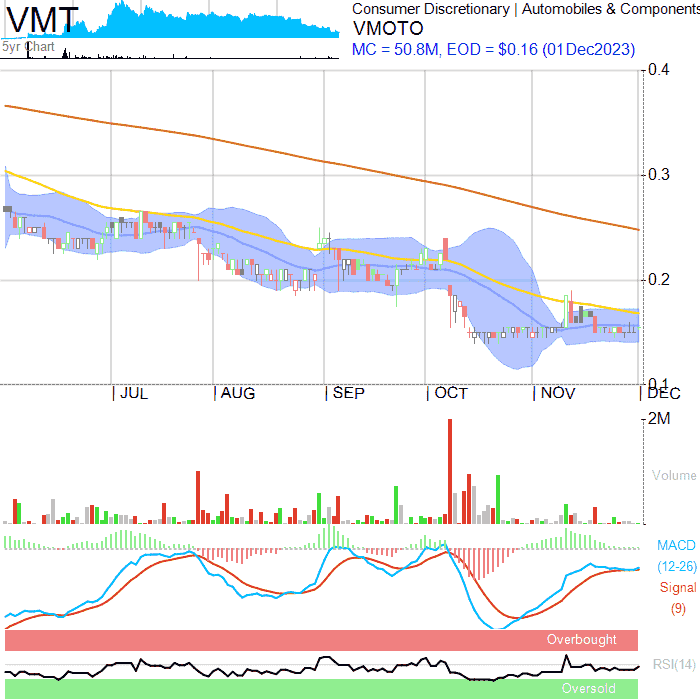 VMT
Consumer Discretionary | Automobiles & Components
VMOTO
5yr Chart
MC = 50.8M, EOD = $0.16 (01Dec2023)
0.4
0.3
0.2
0.1
| JUL | AUG | SEP | OCT | NOV | DEC
2M
Volume
MACD
(12-26)
Signal
(9)
Overbought
RSI(14)
Oversold